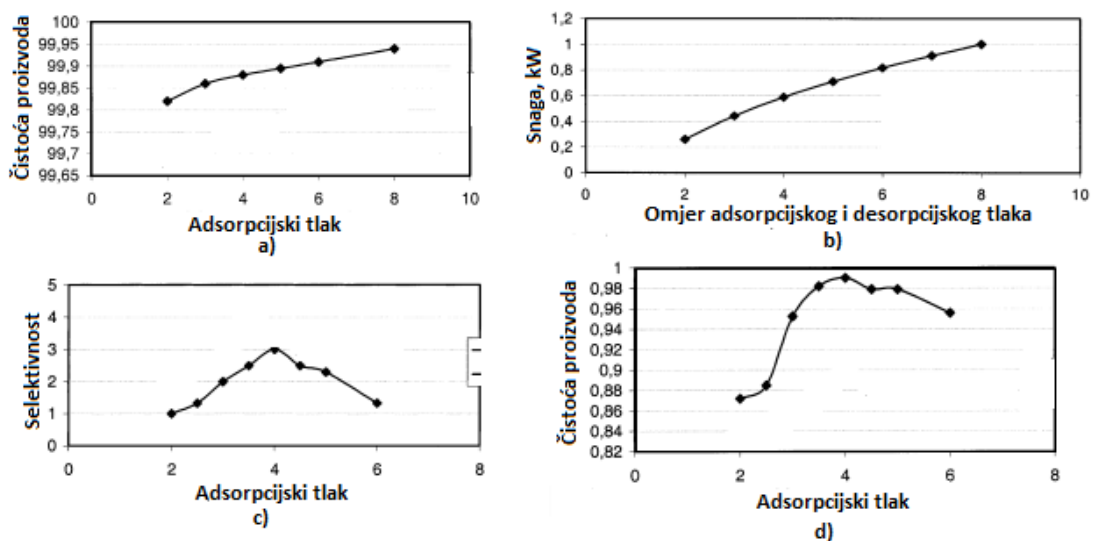 Čistoća proizvoda
100
99,95
99,9
99,85
99,8
99,75
99,7
99,65
0 2 4 6 8 10
Adsorpcijski tlak
a)
Snaga, kW
1,2
1
0,8
0,6
0,4
0,2
0
0 2 4 6 8 10
Omjer adsorpcijskog i desorpcijskog tlaka
b)
Selektivnost
5
4
3
2
1
0
0 2 4 6 8
Adsorpcijski tlak
c)
Čistoća proizvoda
1
0,98
0,96
0,94
0,92
0,9
0,88
0,86
0,84
0,82
0 2 4 6 8
Adsorpcijski tlak
d)